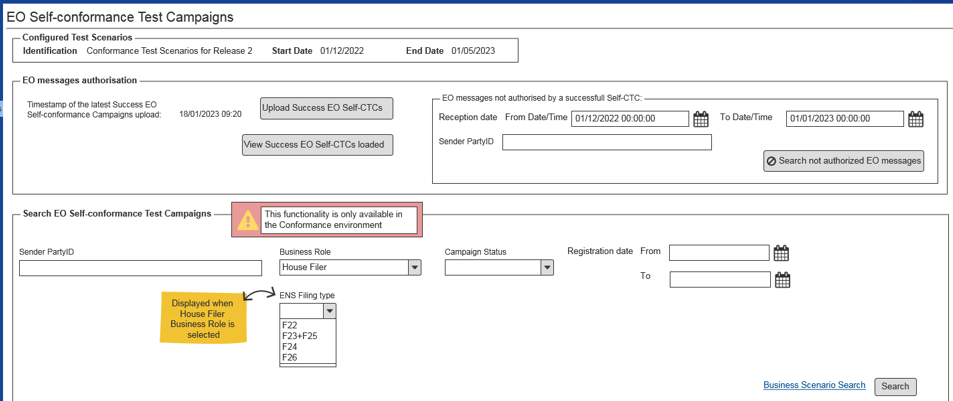 EO Self-conformance Test Campaigns
Configured Test Scenarios
Identification Conformance Test Scenarios for Release 2 Start Date 01/12/2022 End Date 01/05/2023
EO messages authorisation
Timestamp of the latest Success EO
Self-conformance Campaigns upload: 18/01/2023 09:20
Upload Success EO Self-CTCs
View Success EO Self-CTCs loaded
EO messages not authorised by a successfull Self-CTC:
Reception date From Date/Time 01/12/2022 00:00:00 To Date/Time 01/01/2023 00:00:00
Sender PartyID
Search not authorized EO messages
Search EO Self-conformance Test Campaigns
This functionality is only available in
the Conformance environment
Sender PartyID
Business Role
House Filer
Campaign Status
Registration date From
To
Displayed when
House Filer
Business Role is
selected
ENS Filing type
F22
F23+F25
F24
F26
Business Scenario Search Search